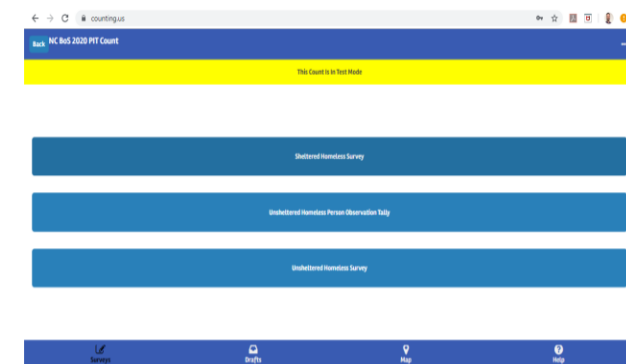 counting.us
Back NC BoS 2020 PIT Count
This Count Is in Test Mode
Sheltered Homeless Survey
Unsheltered Homeless Person Observation Tally
Unsheltered Homeless Survey
Surveys Drafts Map Help